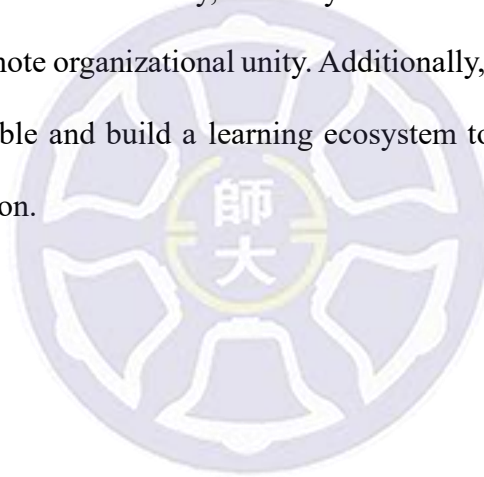 note organizational unity. Additionally,
ble and build a learning ecosystem to
on.
師
大